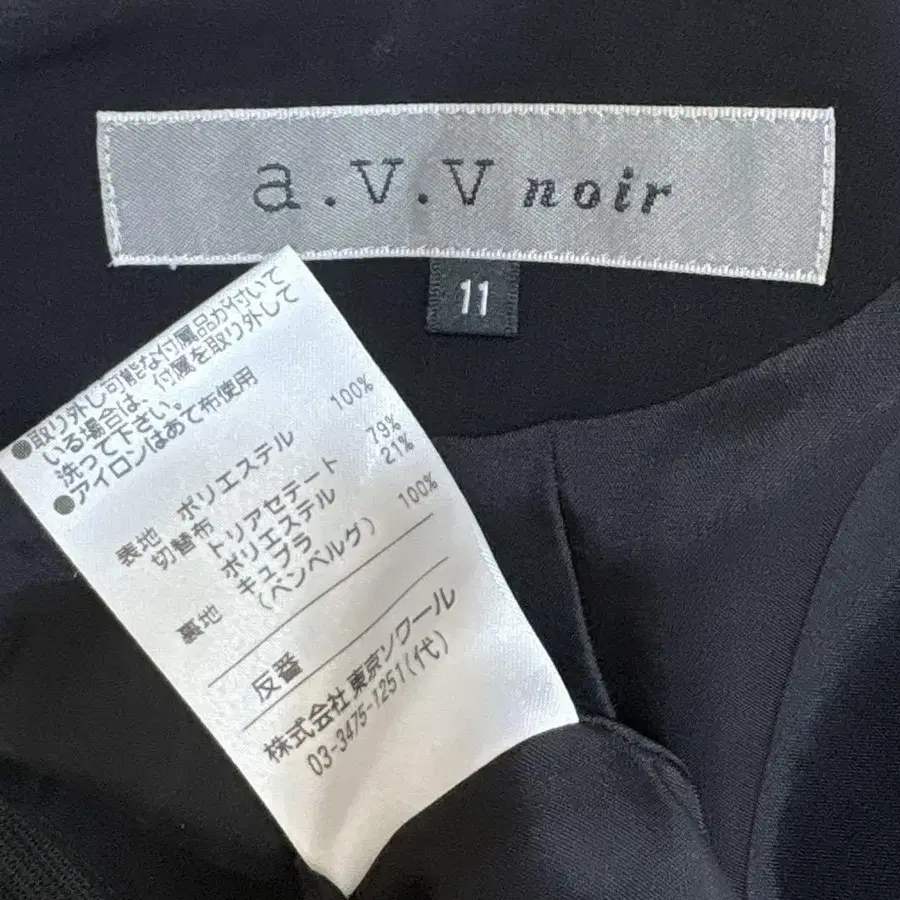 a.v.v noir
11
●取り外し可能な付属品が付いて
いる場合は、付属を取り外して
洗って下さい。
●アイロンはあて布使用
表地 ポリエステル 100%
切替布 トリアセテート 79%
ポリエステル 21%
裏地 キュプラ 100%
(ベンベルグ)
反番
株式会社 東京ソワール
03-3475-1251(代)